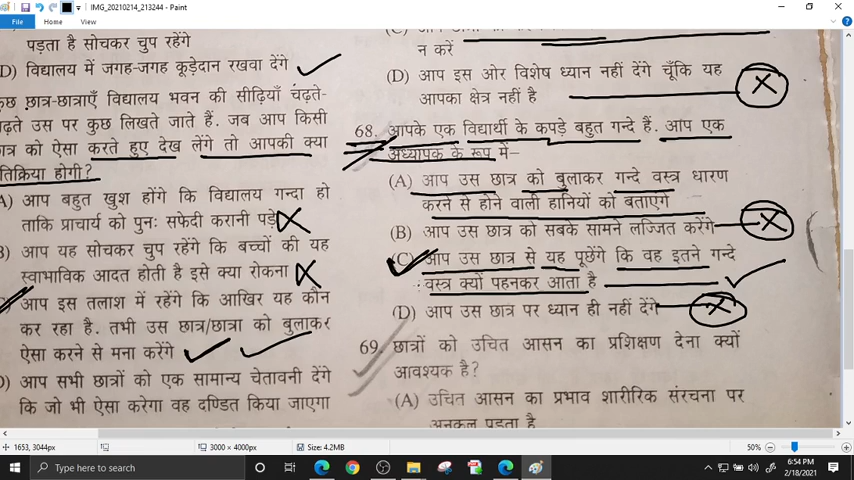 IMG_20210214_213244 - Paint
File
Home
View
पड़ता है सोचकर चुप रहेंगे
D) विद्यालय में जगह-जगह कूड़ेदान रखवा देंगे
कुछ छात्र-छात्राएँ विद्यालय भवन की सीढ़ियाँ चढ़ते-
उस पर कुछ लिखते जाते हैं. जब आप किसी
को ऐसा करते हुए देख लेंगे तो आपकी क्या
होगी?
A) आप बहुत खुश होंगे कि विद्यालय गन्दा हो
ताकि प्राचार्य को पुनः सफेदी करानी पड़े
B) आप यह सोचकर चुप रहेंगे कि बच्चों की यह
स्वाभाविक आदत होती है इसे क्या रोकना
आप इस तलाश में रहेंगे कि आखिर यह कौन
कर रहा है. तभी उस छात्र/छात्रा को बुलाकर
ऐसा करने से मना करेंगे
आप सभी छात्रों को एक सामान्य चेतावनी देंगे
कि जो भी ऐसा करेगा वह दण्डित किया जाएगा
न करें
(D) आप इस ओर विशेष ध्यान नहीं देंगे चूँकि यह
आपका क्षेत्र नहीं है
68. आपके एक विद्यार्थी के कपड़े बहुत गन्दे हैं. आप एक
अध्यापक के रूप में–
(A) आप उस छात्र को बुलाकर गन्दे वस्त्र धारण
करने से होने वाली हानियों को बताएगे
(B) आप उस छात्र को सबके सामने लज्जित करेंगे
(C) आप उस छात्र से यह पूछेंगे कि वह इतने गन्दे
वस्त्र क्यों पहनकर आता है
(D) आप उस छात्र पर ध्यान ही नहीं देंगे
69. छात्रों को उचित आसन का प्रशिक्षण देना क्यों
आवश्यक है?
(A) उचित आसन का प्रभाव शारीरिक संरचना पर
अनुकूल पड़ता है
1653, 3044px
3000 × 4000px
Size: 4.2MB
50%
Type here to search
6:54 PM
2/18/2021